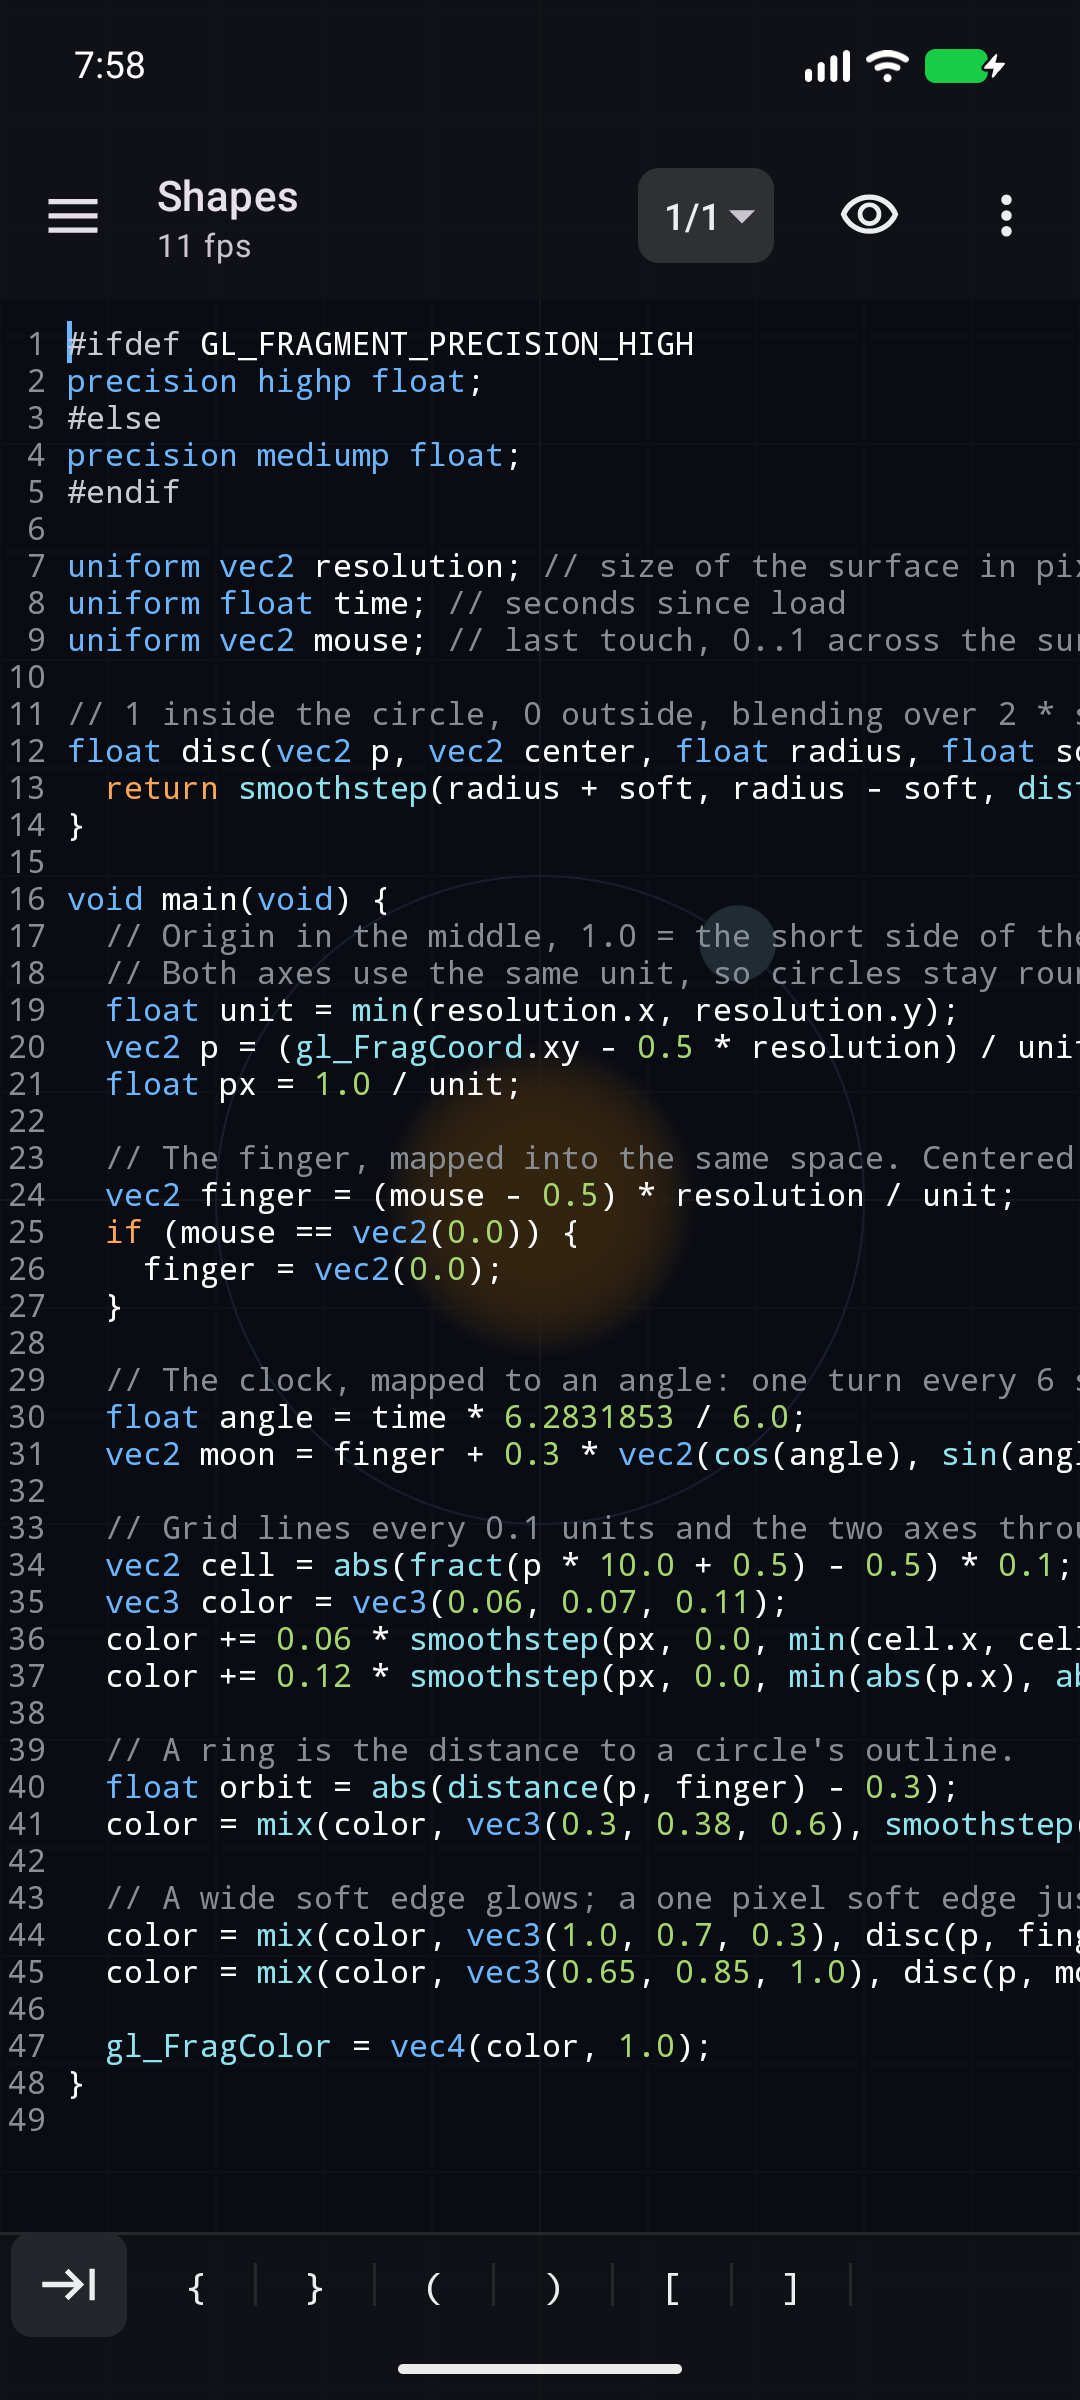 7:58
Shapes
11 fps
1/1
1 #ifdef GL_FRAGMENT_PRECISION_HIGH
2 precision highp float;
3 #else
4 precision mediump float;
5 #endif
6
7 uniform vec2 resolution; // size of the surface in pix
8 uniform float time; // seconds since load
9 uniform vec2 mouse; // last touch, 0..1 across the sur
10
11 // 1 inside the circle, 0 outside, blending over 2 * s
12 float disc(vec2 p, vec2 center, float radius, float so
13   return smoothstep(radius + soft, radius - soft, dist
14 }
15
16 void main(void) {
17   // Origin in the middle, 1.0 = the short side of the
18   // Both axes use the same unit, so circles stay roun
19   float unit = min(resolution.x, resolution.y);
20   vec2 p = (gl_FragCoord.xy - 0.5 * resolution) / unit
21   float px = 1.0 / unit;
22
23   // The finger, mapped into the same space. Centered
24   vec2 finger = (mouse - 0.5) * resolution / unit;
25   if (mouse == vec2(0.0)) {
26     finger = vec2(0.0);
27   }
28
29   // The clock, mapped to an angle: one turn every 6 s
30   float angle = time * 6.2831853 / 6.0;
31   vec2 moon = finger + 0.3 * vec2(cos(angle), sin(angl
32
33   // Grid lines every 0.1 units and the two axes throu
34   vec2 cell = abs(fract(p * 10.0 + 0.5) - 0.5) * 0.1;
35   vec3 color = vec3(0.06, 0.07, 0.11);
36   color += 0.06 * smoothstep(px, 0.0, min(cell.x, cell
37   color += 0.12 * smoothstep(px, 0.0, min(abs(p.x), ab
38
39   // A ring is the distance to a circle's outline.
40   float orbit = abs(distance(p, finger) - 0.3);
41   color = mix(color, vec3(0.3, 0.38, 0.6), smoothstep(
42
43   // A wide soft edge glows; a one pixel soft edge jus
44   color = mix(color, vec3(1.0, 0.7, 0.3), disc(p, fing
45   color = mix(color, vec3(0.65, 0.85, 1.0), disc(p, mo
46
47   gl_FragColor = vec4(color, 1.0);
48 }
49
{ } ( ) [ ]